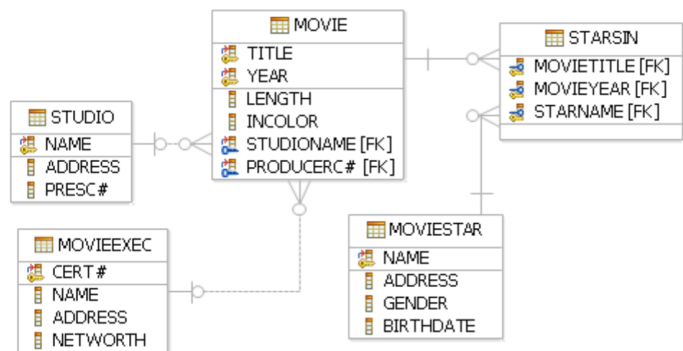 MOVIE
TITLE
YEAR
LENGTH
INCOLOR
STUDIONAME [FK]
PRODUCERC# [FK]
STARSIN
MOVIETITLE [FK]
MOVIEYEAR [FK]
STARNAME [FK]
STUDIO
NAME
ADDRESS
PRESC#
MOVIEEXEC
CERT#
NAME
ADDRESS
NETWORTH
MOVIESTAR
NAME
ADDRESS
GENDER
BIRTHDATE